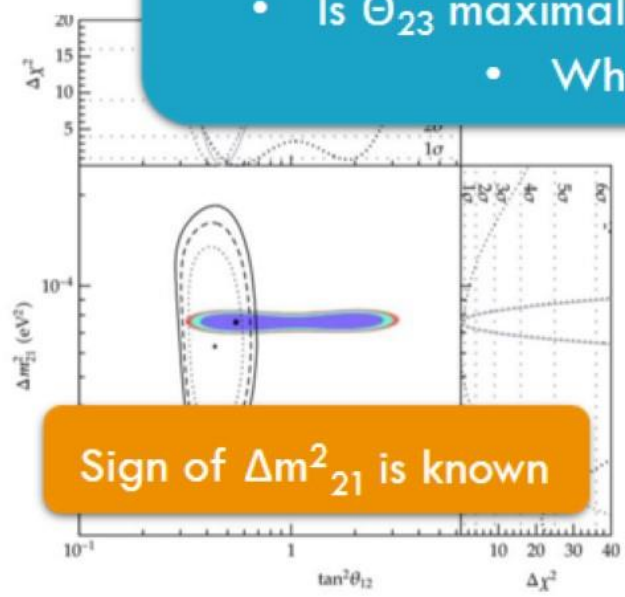 • Is Θ₂₃ maximal
• Wh
20
15
10
5
Δχ²
2σ
1σ
1σ 2σ 3σ 4σ 5σ 6σ
10⁻⁴
Δm²₂₁ (eV²)
Sign of Δm²₂₁ is known
10⁻¹ 1 10 20 30 40
tan²θ₁₂ Δχ²